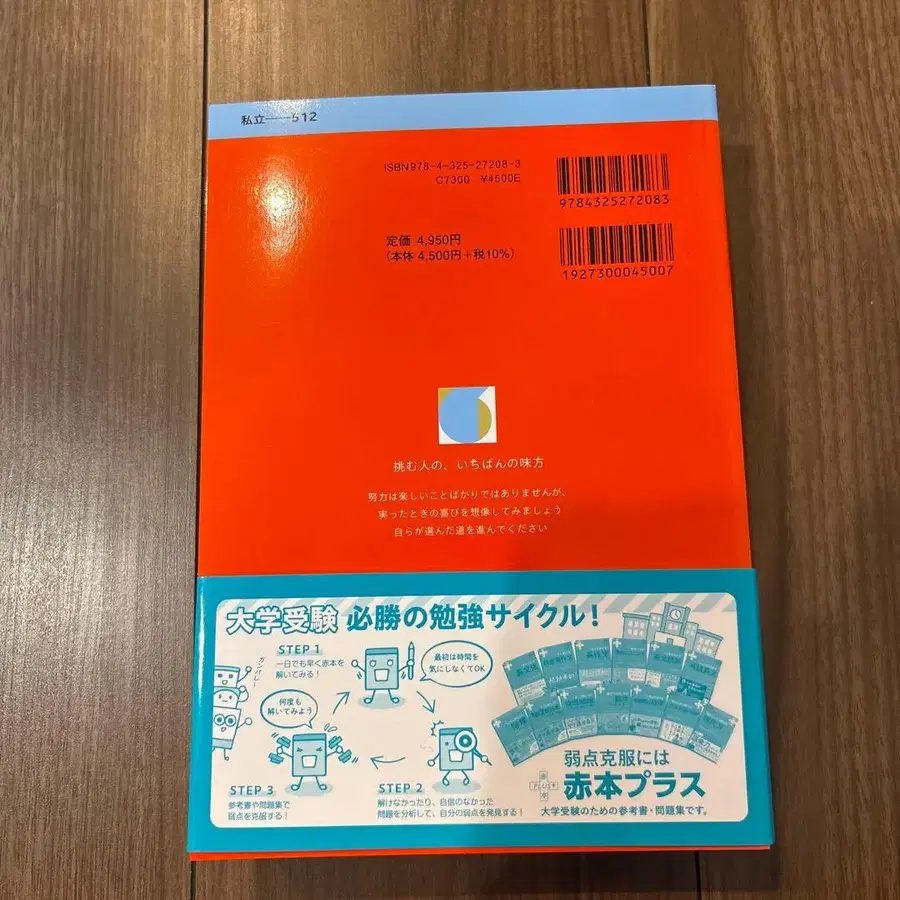 私立――512
ISBN978-4-325-27208-3
C7300 ¥4500E
9784325272083
定価 4,950円
(本体 4,500円+税10%)
1927300045007
挑む人の、いちばんの味方
努力は楽しいことばかりではありませんが、
実ったときの喜びを想像してみましょう
自らが選んだ道を進んでください
大学受験 必勝の勉強サイクル!
STEP 1
一日でも早く赤本を
解いてみる!
最初は時間を
気にしなくてOK
ガンバレー
何度も
解いてみよう
STEP 3
参考書や問題集で
弱点を克服する!
STEP 2
解けなかったり、自信のなかった
問題を分析して、自分の弱点を発見する!
弱点克服には
赤本プラス
大学受験のための参考書・問題集です。